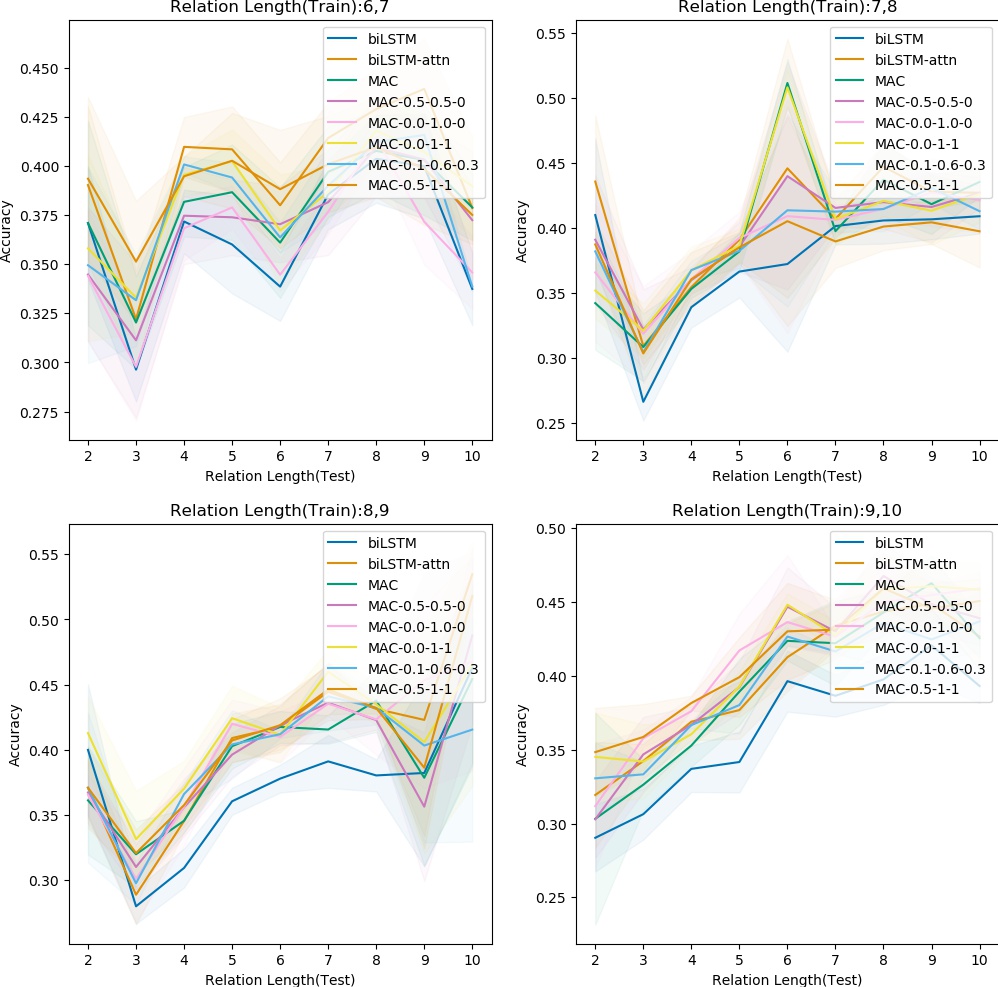 Relation Length(Train):6,7
0.450
0.425
0.400
0.375
0.350
0.325
0.300
0.275
Accuracy
biLSTM
biLSTM-attn
MAC
MAC-0.5-0.5-0
MAC-0.0-1.0-0
MAC-0.0-1-1
MAC-0.1-0.6-0.3
MAC-0.5-1-1
2 3 4 5 6 7 8 9 10
Relation Length(Test)
Relation Length(Train):7,8
0.55
0.50
0.45
0.40
0.35
0.30
0.25
Accuracy
biLSTM
biLSTM-attn
MAC
MAC-0.5-0.5-0
MAC-0.0-1.0-0
MAC-0.0-1-1
MAC-0.1-0.6-0.3
MAC-0.5-1-1
2 3 4 5 6 7 8 9 10
Relation Length(Test)
Relation Length(Train):8,9
0.55
0.50
0.45
0.40
0.35
0.30
Accuracy
biLSTM
biLSTM-attn
MAC
MAC-0.5-0.5-0
MAC-0.0-1.0-0
MAC-0.0-1-1
MAC-0.1-0.6-0.3
MAC-0.5-1-1
2 3 4 5 6 7 8 9 10
Relation Length(Test)
Relation Length(Train):9,10
0.50
0.45
0.40
0.35
0.30
0.25
Accuracy
biLSTM
biLSTM-attn
MAC
MAC-0.5-0.5-0
MAC-0.0-1.0-0
MAC-0.0-1-1
MAC-0.1-0.6-0.3
MAC-0.5-1-1
2 3 4 5 6 7 8 9 10
Relation Length(Test)